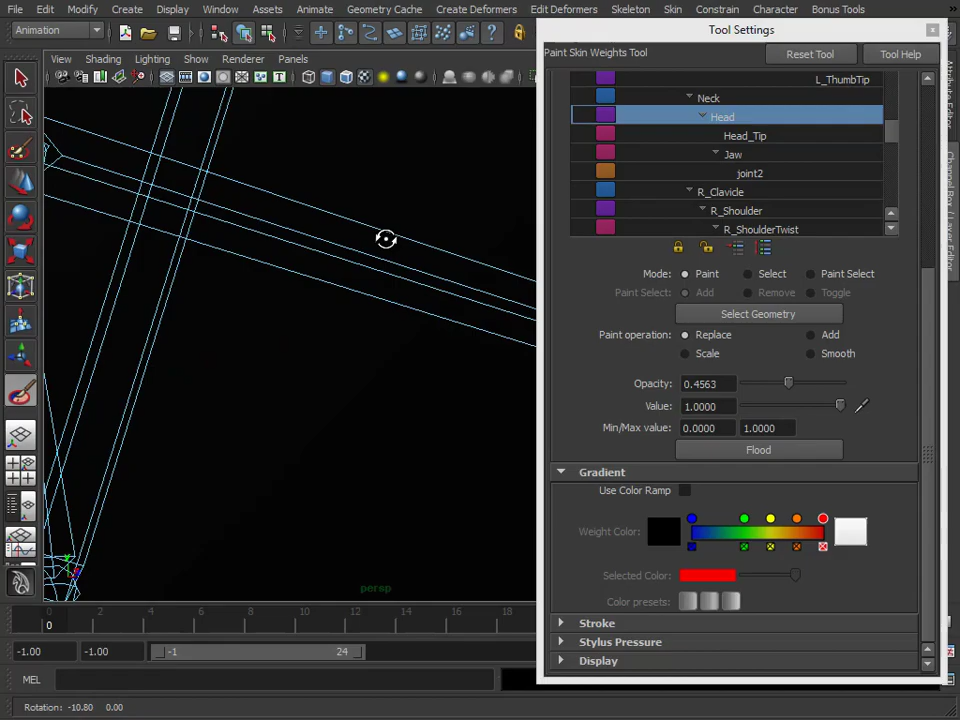 File Edit Modify Create Display Window Assets Animate Geometry Cache Create Deformers Edit Deformers Skeleton Skin Constrain Character Bonus Tools
Animation
Tool Settings
Paint Skin Weights Tool Reset Tool Tool Help
View Shading Lighting Show Renderer Panels
L_ThumbTip
Neck
Head
Head_Tip
Jaw
joint2
R_Clavicle
R_Shoulder
R_ShoulderTwist
Mode: Paint Select Paint Select
Paint Select: Add Remove Toggle
Select Geometry
Paint operation: Replace Add
Scale Smooth
Opacity: 0.4563
Value: 1.0000
Min/Max value: 0.0000 1.0000
Flood
Gradient
Use Color Ramp
Weight Color:
Selected Color:
Color presets:
Stroke
Stylus Pressure
Display
persp
0 2 4 6 8 10 12 14 16 18
0
-1.00 -1.00 -1 24
MEL
Rotation: -10.80 0.00
Channel Box / Layer Editor